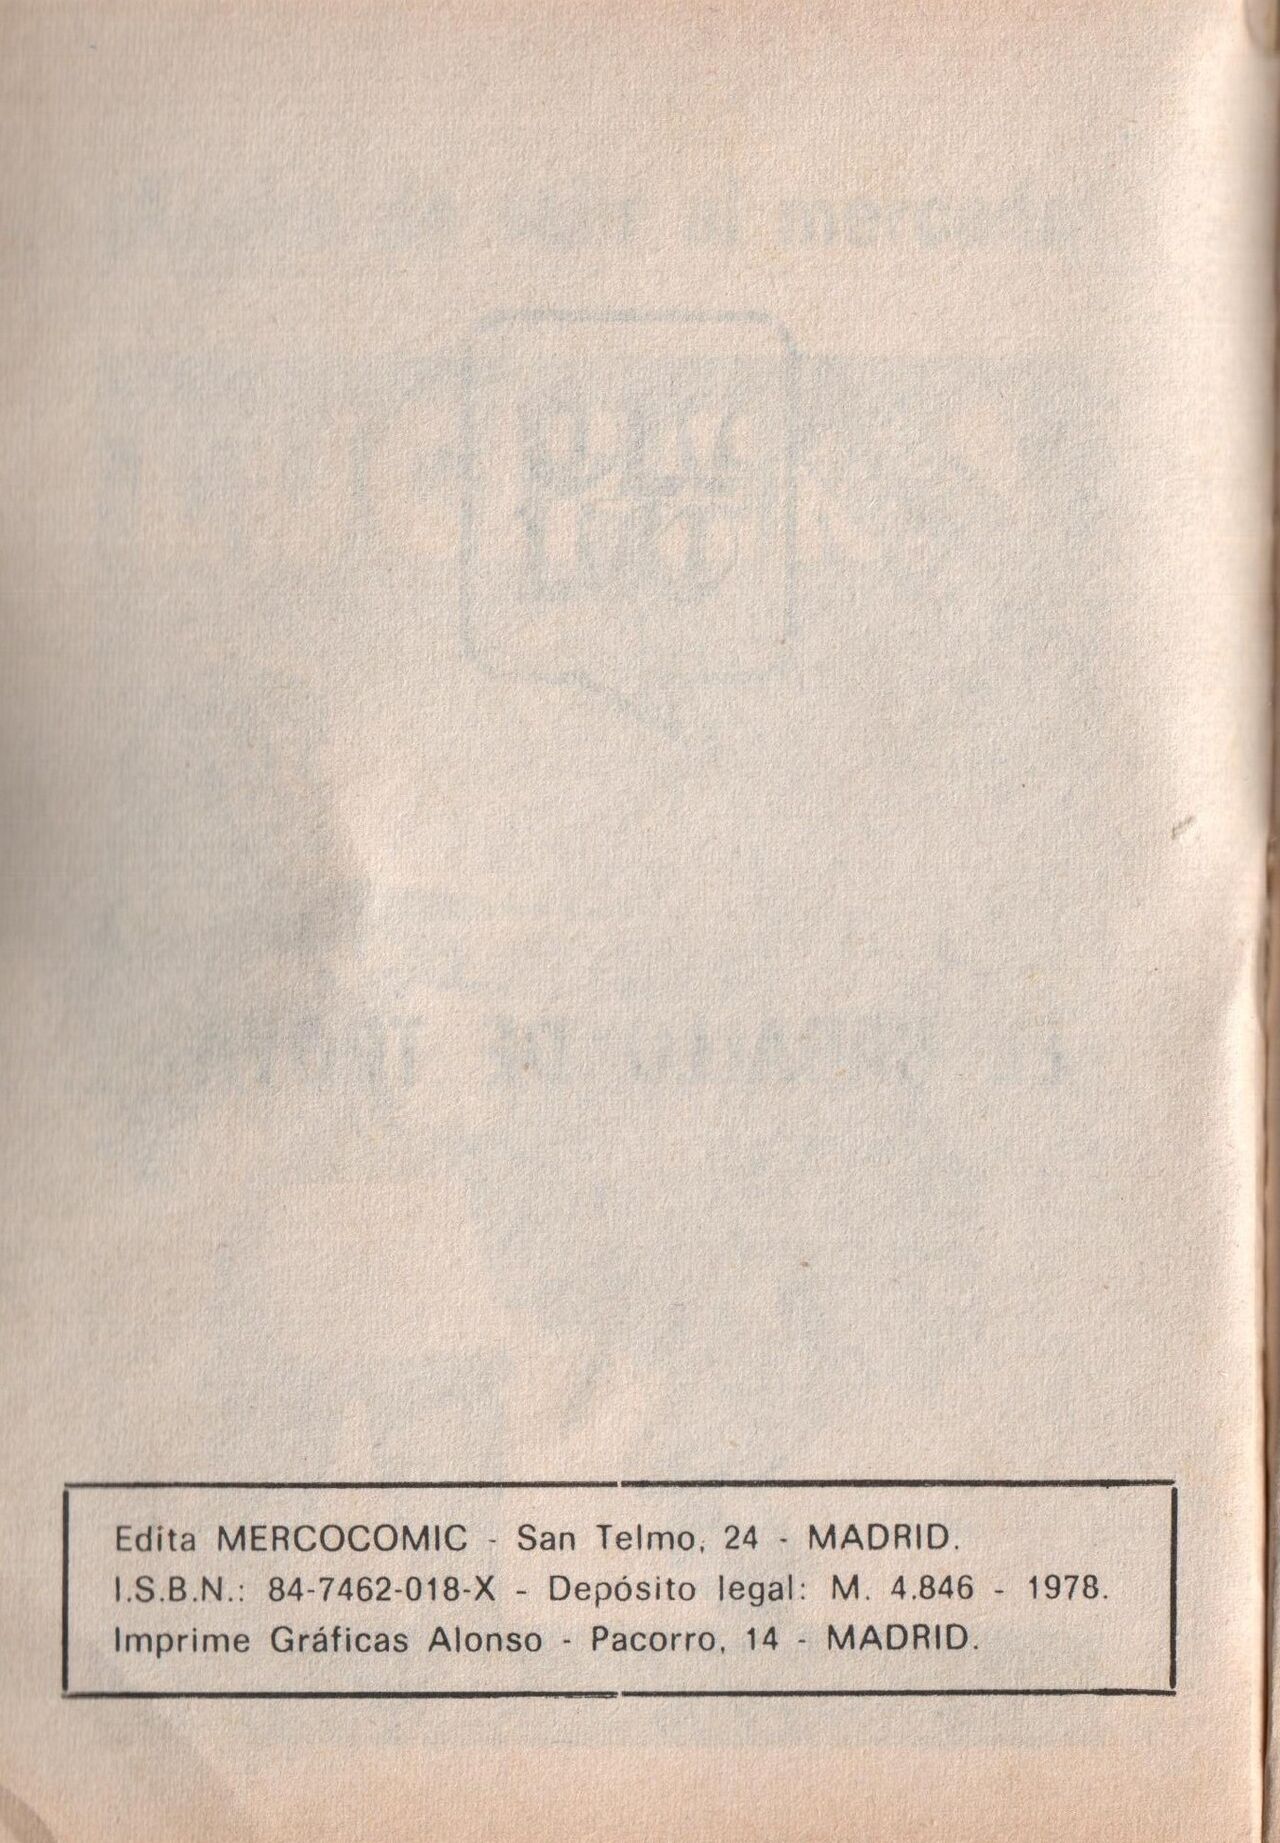 Edita MERCOCOMIC - San Telmo, 24 - MADRID.
I.S.B.N.: 84-7462-018-X - Depósito legal: M. 4.846 - 1978.
Imprime Gráficas Alonso - Pacorro, 14 - MADRID.